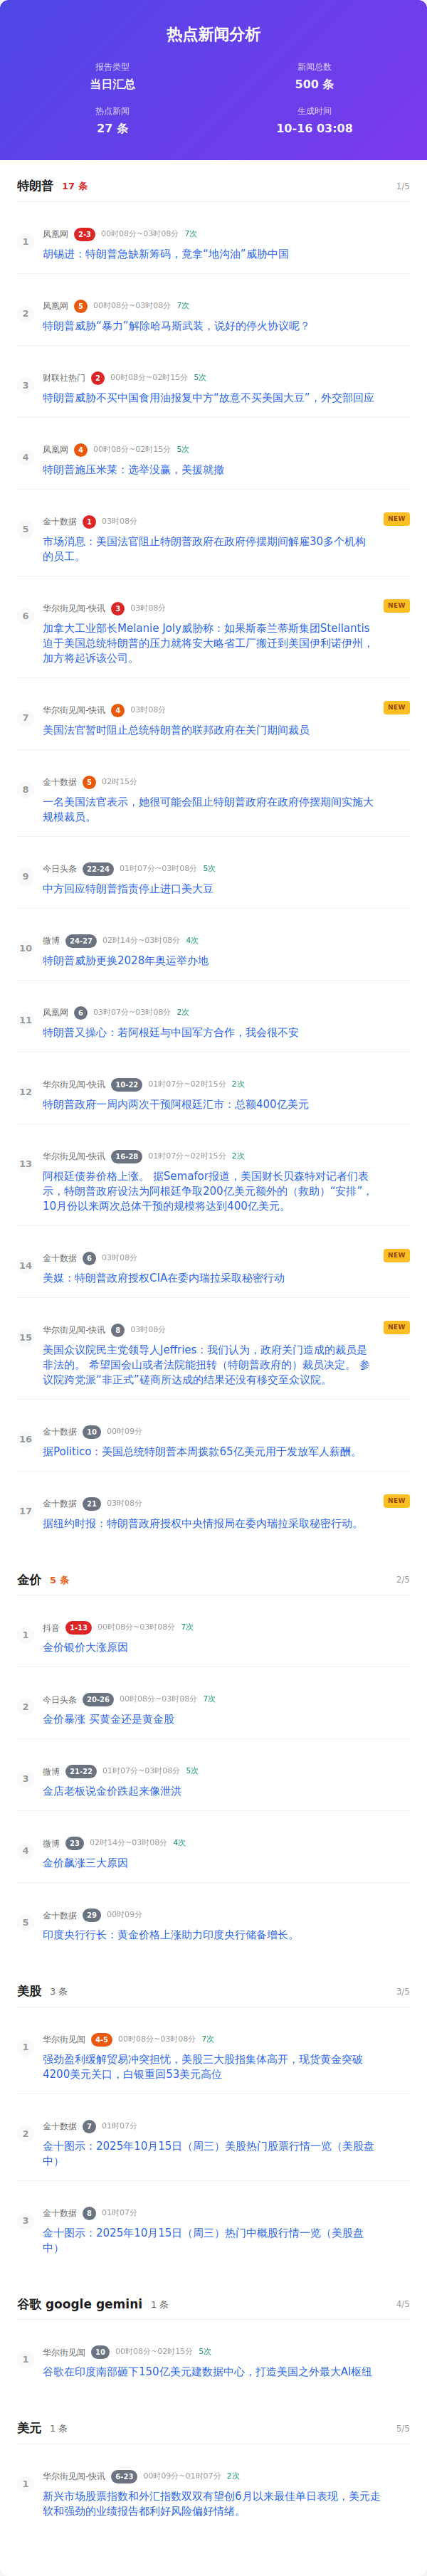 热点新闻分析
报告类型
新闻总数
当日汇总
500 条
热点新闻
生成时间
27 条
10-16 03:08
特朗普 17 条 1/5
1
凤凰网 2-3 00时08分~03时08分 7次
胡锡进：特朗普急缺新筹码，竟拿“地沟油”威胁中国
2
凤凰网 5 00时08分~03时08分 7次
特朗普威胁“暴力”解除哈马斯武装，说好的停火协议呢？
3
财联社热门 2 00时08分~02时15分 5次
特朗普威胁不买中国食用油报复中方“故意不买美国大豆”，外交部回应
4
凤凰网 4 00时08分~02时15分 5次
特朗普施压米莱：选举没赢，美援就撤
5
金十数据 1 03时08分 NEW
市场消息：美国法官阻止特朗普政府在政府停摆期间解雇30多个机构
的员工。
6
华尔街见闻-快讯 3 03时08分 NEW
加拿大工业部长Melanie Joly威胁称：如果斯泰兰蒂斯集团Stellantis
迫于美国总统特朗普的压力就将安大略省工厂搬迁到美国伊利诺伊州，
加方将起诉该公司。
7
华尔街见闻-快讯 4 03时08分 NEW
美国法官暂时阻止总统特朗普的联邦政府在关门期间裁员
8
金十数据 5 02时15分
一名美国法官表示，她很可能会阻止特朗普政府在政府停摆期间实施大
规模裁员。
9
今日头条 22-24 01时07分~03时08分 5次
中方回应特朗普指责停止进口美大豆
10
微博 24-27 02时14分~03时08分 4次
特朗普威胁更换2028年奥运举办地
11
凤凰网 6 03时07分~03时08分 2次
特朗普又操心：若阿根廷与中国军方合作，我会很不安
12
华尔街见闻-快讯 10-22 01时07分~02时15分 2次
特朗普政府一周内两次干预阿根廷汇市：总额400亿美元
13
华尔街见闻-快讯 16-28 01时07分~02时15分 2次
阿根廷债券价格上涨。 据Semafor报道，美国财长贝森特对记者们表
示，特朗普政府设法为阿根廷争取200亿美元额外的（救助）“安排”，
10月份以来两次总体干预的规模将达到400亿美元。
14
金十数据 6 03时08分 NEW
美媒：特朗普政府授权CIA在委内瑞拉采取秘密行动
15
华尔街见闻-快讯 8 03时08分 NEW
美国众议院民主党领导人Jeffries：我们认为，政府关门造成的裁员是
非法的。 希望国会山或者法院能扭转（特朗普政府的）裁员决定。 参
议院跨党派“非正式”磋商所达成的结果还没有移交至众议院。
16
金十数据 10 00时09分
据Politico：美国总统特朗普本周拨款65亿美元用于发放军人薪酬。
17
金十数据 21 03时08分 NEW
据纽约时报：特朗普政府授权中央情报局在委内瑞拉采取秘密行动。
金价 5 条 2/5
1
抖音 1-13 00时08分~03时08分 7次
金价银价大涨原因
2
今日头条 20-26 00时08分~03时08分 7次
金价暴涨 买黄金还是黄金股
3
微博 21-22 01时07分~03时08分 5次
金店老板说金价跌起来像泄洪
4
微博 23 02时14分~03时08分 4次
金价飙涨三大原因
5
金十数据 29 00时09分
印度央行行长：黄金价格上涨助力印度央行储备增长。
美股 3 条 3/5
1
华尔街见闻 4-5 00时08分~03时08分 7次
强劲盈利缓解贸易冲突担忧，美股三大股指集体高开，现货黄金突破
4200美元关口，白银重回53美元高位
2
金十数据 7 01时07分
金十图示：2025年10月15日（周三）美股热门股票行情一览（美股盘
中）
3
金十数据 8 01时07分
金十图示：2025年10月15日（周三）热门中概股行情一览（美股盘
中）
谷歌 google gemini 1 条 4/5
1
华尔街见闻 10 00时08分~02时15分 5次
谷歌在印度南部砸下150亿美元建数据中心，打造美国之外最大AI枢纽
美元 1 条 5/5
1
华尔街见闻-快讯 6-23 00时09分~01时07分 2次
新兴市场股票指数和外汇指数双双有望创6月以来最佳单日表现，美元走
软和强劲的业绩报告都利好风险偏好情绪。